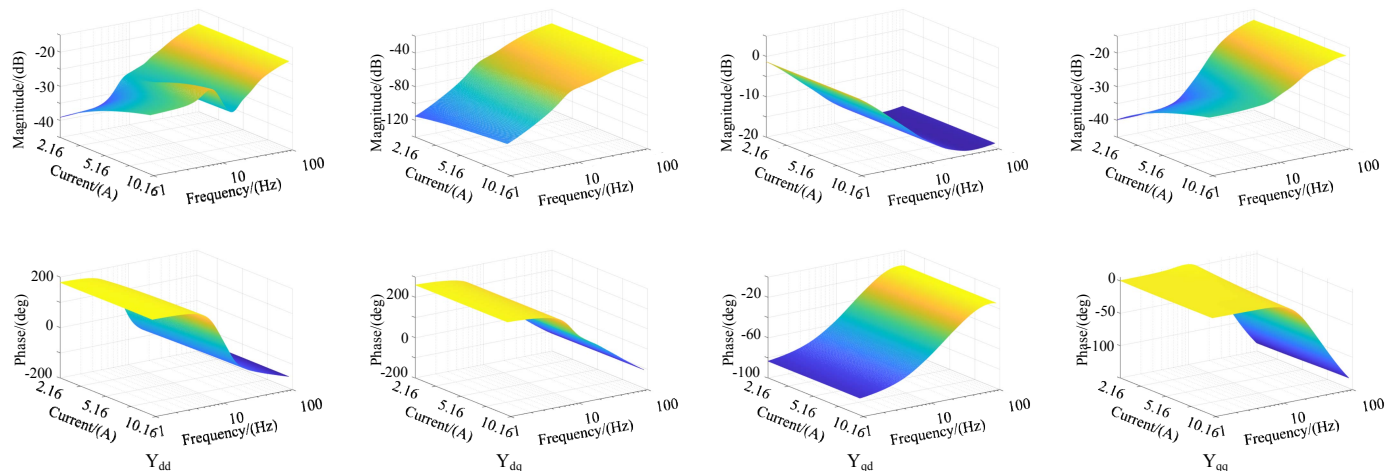 Magnitude/(dB)
-20
-30
-40
2.16
5.16
10.16
1
10
100
Current/(A)
Frequency/(Hz)
Magnitude/(dB)
-40
-80
120
2.16
5.16
10.16
1
10
100
Current/(A)
Frequency/(Hz)
Magnitude/(dB)
0
-10
-20
2.16
5.16
10.16
1
10
100
Current/(A)
Frequency/(Hz)
Magnitude/(dB)
-20
-30
-40
2.16
5.16
10.16
1
10
100
Current/(A)
Frequency/(Hz)
Phase/(deg)
200
0
-200
2.16
5.16
10.16
1
10
100
Current/(A)
Frequency/(Hz)
Y_dd
Phase/(deg)
200
0
-200
2.16
5.16
10.16
1
10
100
Current/(A)
Frequency/(Hz)
Y_dq
Phase/(deg)
-20
-60
-100
2.16
5.16
10.16
1
10
100
Current/(A)
Frequency/(Hz)
Y_qd
Phase/(deg)
0
-50
100
2.16
5.16
10.16
1
10
100
Current/(A)
Frequency/(Hz)
Y_qq